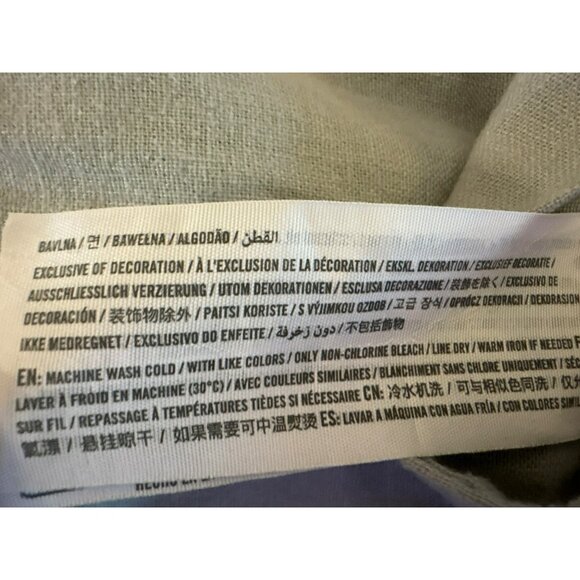 BAVLNA / 면 / BAWEŁNA / ALGODÃO / القطن
EXCLUSIVE OF DECORATION / À L'EXCLUSION DE LA DÉCORATION / EKSKL. DEKORATION / EXCLUSIEF DECORATIE /
AUSSCHLIESSLICH VERZIERUNG / UTOM DEKORATIONEN / ESCLUSA DECORAZIONE / 装飾を除く / EXCLUSIVO DE
DECORACIÓN / 装饰物除外 / PAITSI KORISTE / S VÝJIMKOU OZDOB / 고급 장식 / OPRÓCZ DEKORACJI / DEKORASJON
IKKE MEDREGNET / EXCLUSIVO DO ENFEITE / دون زخرفة / 不包括飾物
EN: MACHINE WASH COLD / WITH LIKE COLORS / ONLY NON-CHLORINE BLEACH / LINE DRY / WARM IRON IF NEEDED F
LAVER À FROID EN MACHINE (30°C) / AVEC COULEURS SIMILAIRES / BLANCHIMENT SANS CHLORE UNIQUEMENT / SÉC
SUR FIL / REPASSAGE À TEMPÉRATURES TIÈDES SI NÉCESSAIRE CN: 冷水机洗 / 可与相似色同洗 / 仅
氯漂 / 悬挂晾干 / 如果需要可中温熨烫 ES: LAVAR A MÁQUINA CON AGUA FRÍA / CON COLORES SIMIL
HECHO EN